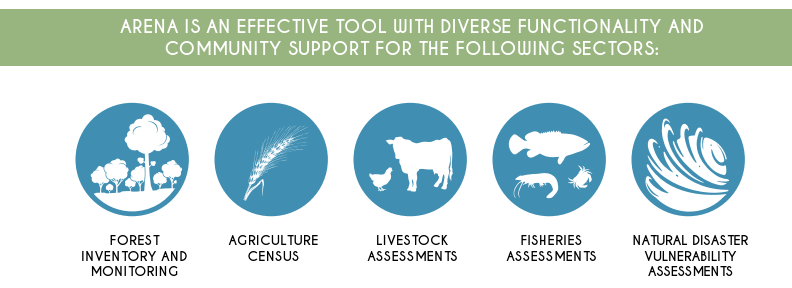 ARENA IS AN EFFECTIVE TOOL WITH DIVERSE FUNCTIONALITY AND
COMMUNITY SUPPORT FOR THE FOLLOWING SECTORS:
FOREST
INVENTORY AND
MONITORING
AGRICULTURE
CENSUS
LIVESTOCK
ASSESSMENTS
FISHERIES
ASSESSMENTS
NATURAL DISASTER
VULNERABILITY
ASSESSMENTS